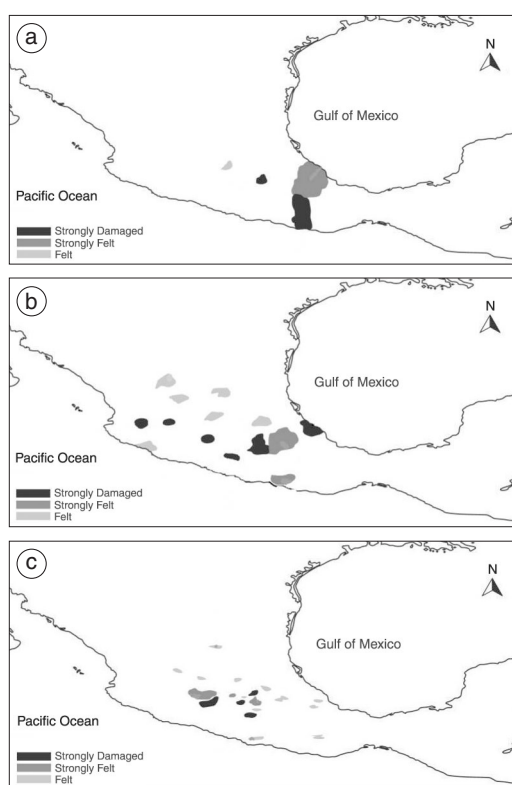 a
N
Gulf of Mexico
Pacific Ocean
Strongly Damaged
Strongly Felt
Felt
b
N
Gulf of Mexico
Pacific Ocean
Strongly Damaged
Strongly Felt
Felt
c
N
Gulf of Mexico
Pacific Ocean
Strongly Damaged
Strongly Felt
Felt